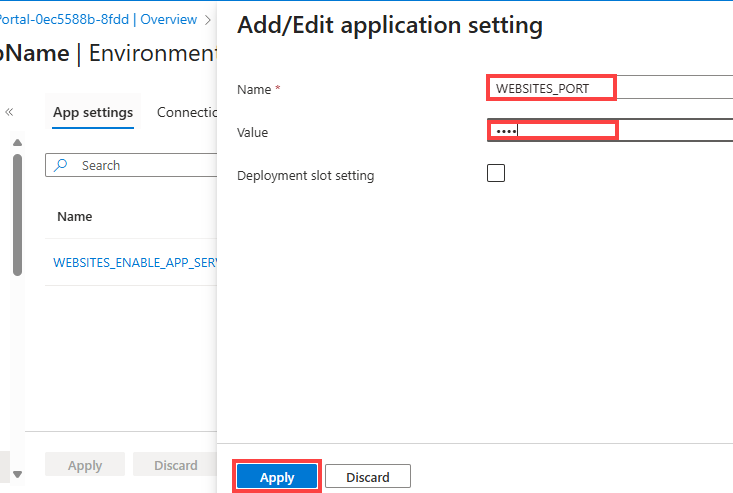 Portal-0ec5588b-8fdd | Overview
pName | Environment
App settings
Connectic
Search
Name
WEBSITES_ENABLE_APP_SERV
Apply
Discard
Add/Edit application setting
Name *
WEBSITES_PORT
Value
••••
Deployment slot setting
Apply
Discard